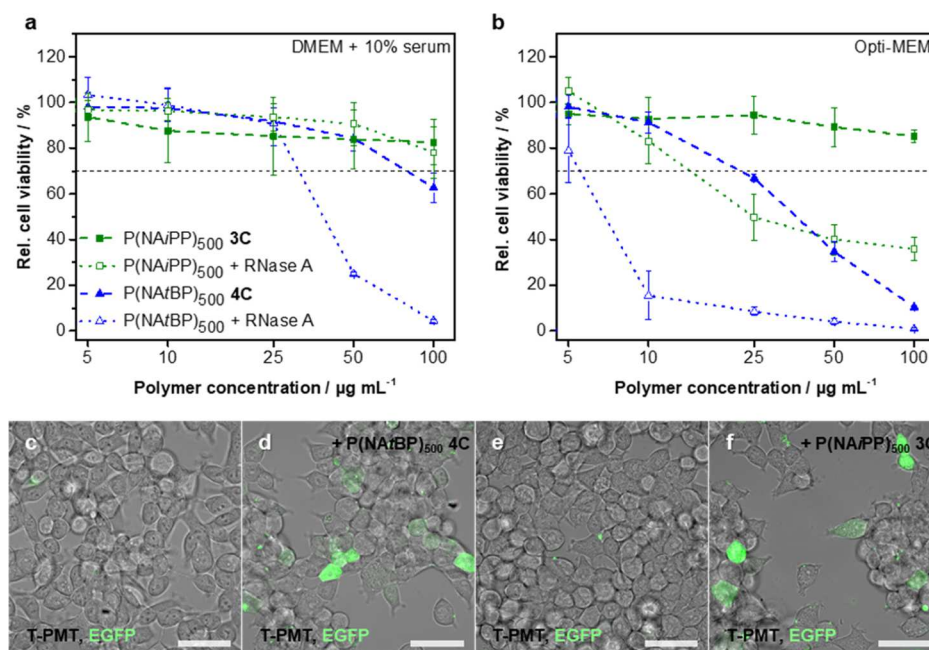 a
DMEM + 10% serum
Rel. cell viability / %
120
100
80
60
40
20
0
P(NAiPP)500 3C
P(NAiPP)500 + RNase A
P(NAtBP)500 4C
P(NAtBP)500 + RNase A
5 10 25 50 100
Polymer concentration / µg mL-1
b
Opti-MEM
Rel. cell viability / %
120
100
80
60
40
20
0
5 10 25 50 100
Polymer concentration / µg mL-1
c
T-PMT, EGFP
d + P(NAtBP)500 4C
T-PMT, EGFP
e
T-PMT, EGFP
f + P(NAiPP)500 3C
T-PMT, EGFP